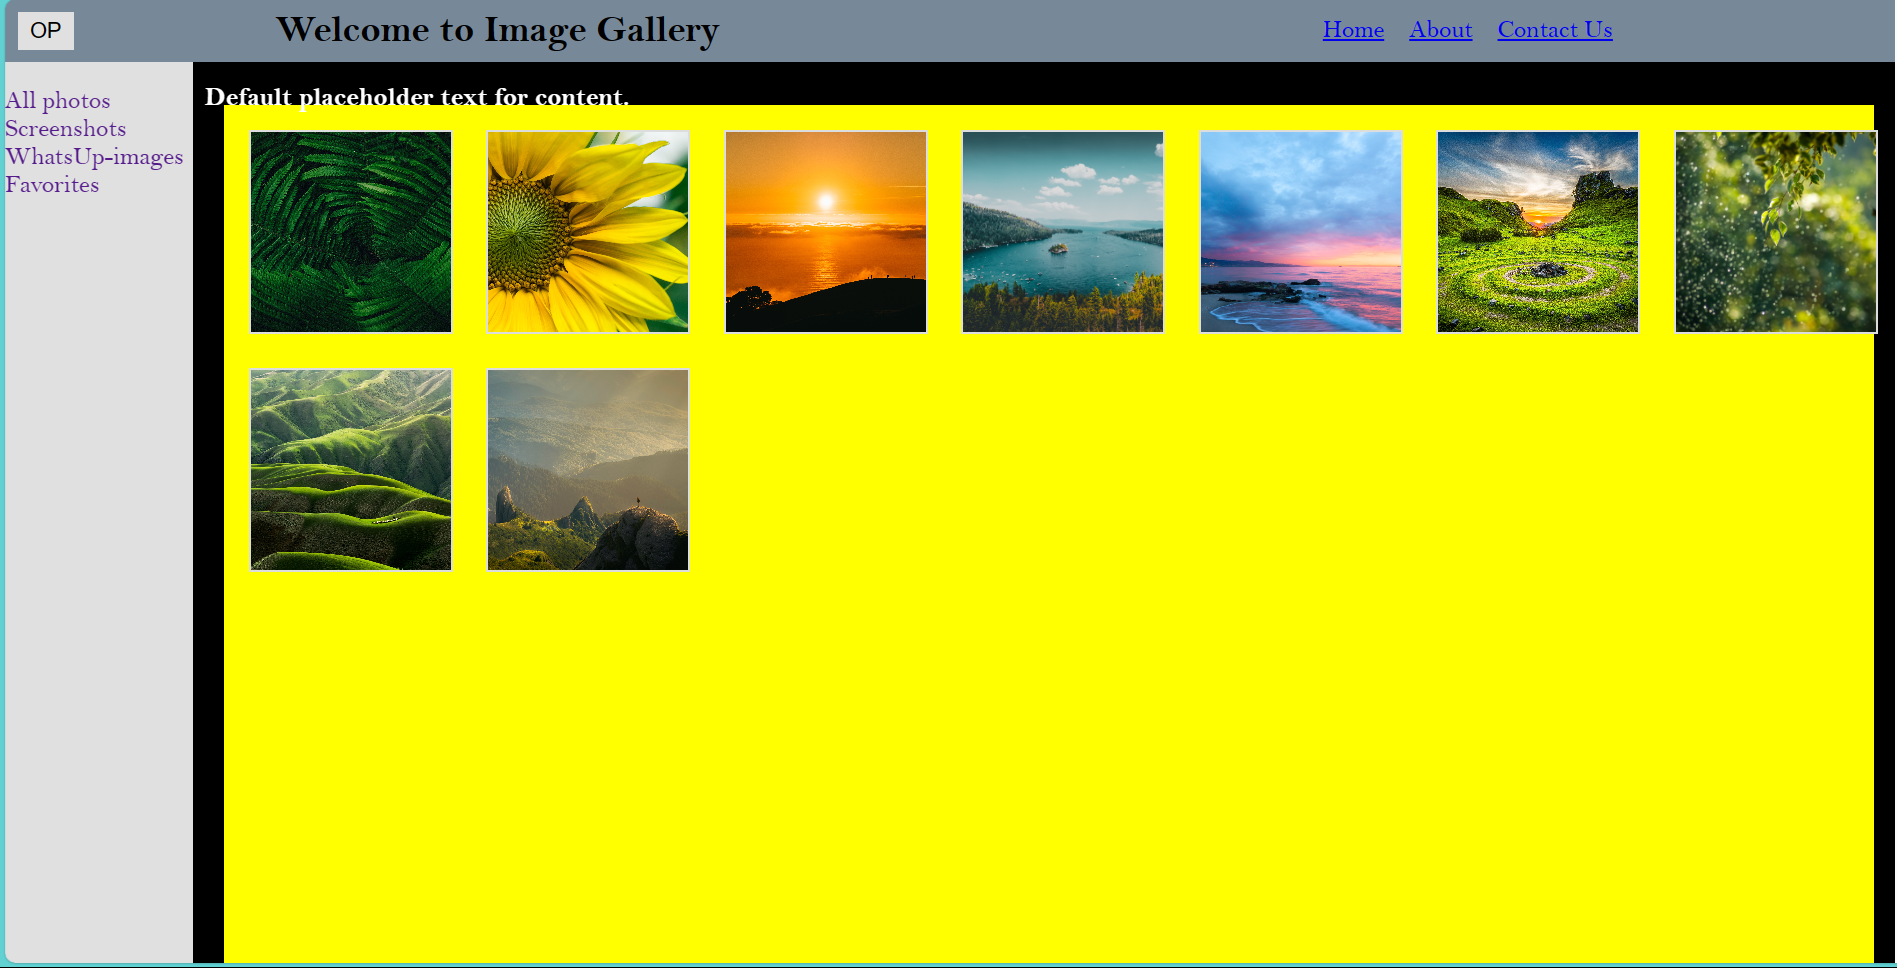 OP
Welcome to Image Gallery
Home About Contact Us
All photos
Screenshots
WhatsUp-images
Favorites
Default placeholder text for content.